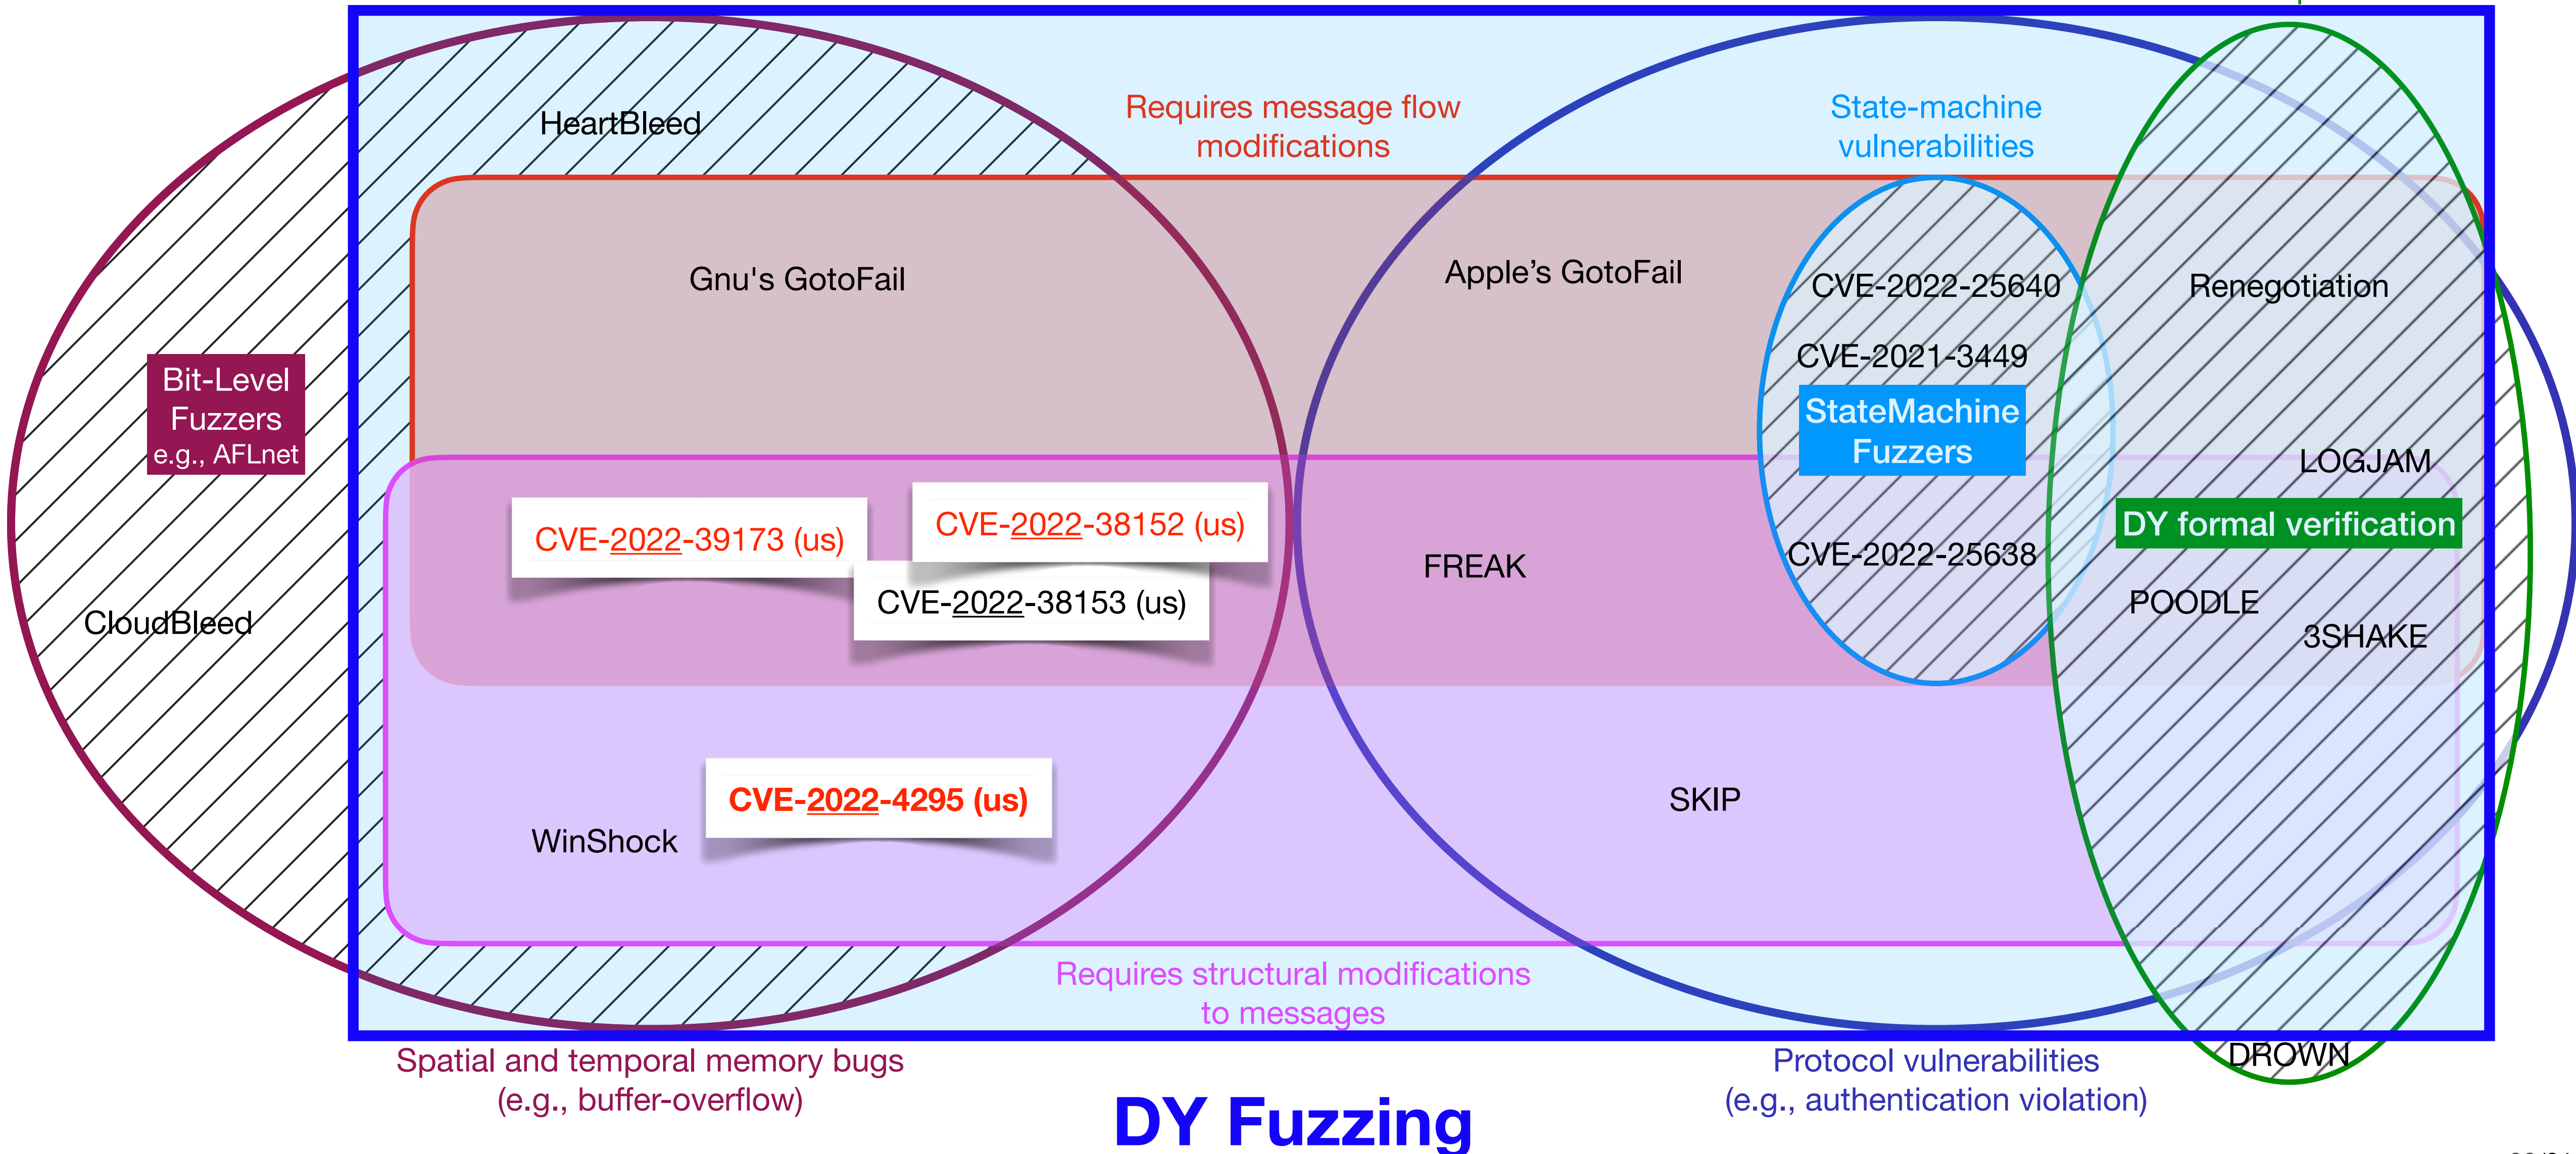 HeartBleed
Requires message flow
modifications
State-machine
vulnerabilities
Gnu's GotoFail
Apple's GotoFail
CVE-2022-25640
Renegotiation
CVE-2021-3449
Bit-Level
Fuzzers
e.g., AFLnet
StateMachine
Fuzzers
LOGJAM
CVE-2022-39173 (us)
CVE-2022-38152 (us)
DY formal verification
FREAK
CVE-2022-25638
CVE-2022-38153 (us)
POODLE
CloudBleed
3SHAKE
CVE-2022-4295 (us)
SKIP
WinShock
Requires structural modifications
to messages
Spatial and temporal memory bugs
(e.g., buffer-overflow)
Protocol vulnerabilities
(e.g., authentication violation)
DROWN
DY Fuzzing